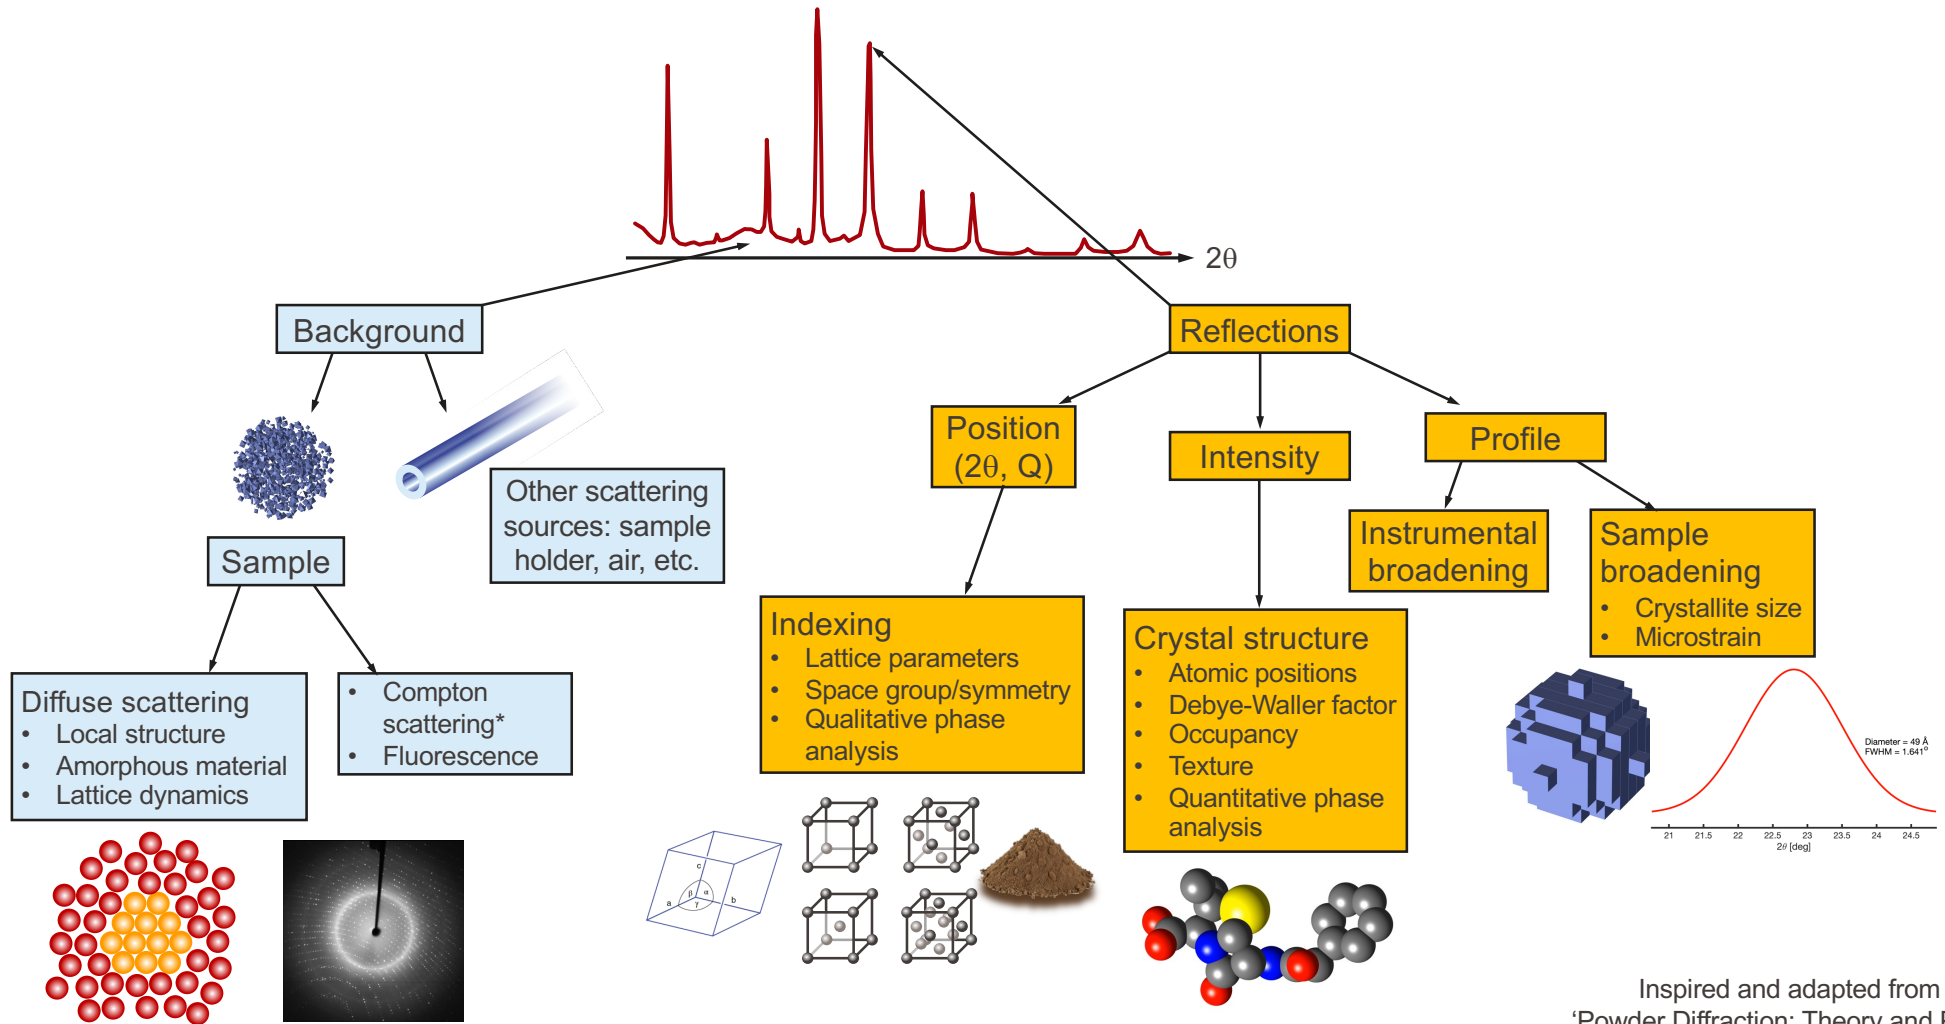 2θ
Background
Reflections
Position
(2θ, Q)
Intensity
Profile
Other scattering
sources: sample
holder, air, etc.
Sample
Instrumental
broadening
Sample
broadening
• Crystallite size
• Microstrain
Diffuse scattering
• Local structure
• Amorphous material
• Lattice dynamics
• Compton
scattering*
• Fluorescence
Indexing
• Lattice parameters
• Space group/symmetry
• Qualitative phase
analysis
Crystal structure
• Atomic positions
• Debye-Waller factor
• Occupancy
• Texture
• Quantitative phase
analysis
Diameter = 49 Å
FWHM = 1.641°
21 21.5 22 22.5 23 23.5 24 24.5
2θ [deg]
c
β α
a γ b
Inspired and adapted from
‘Powder Diffraction: Theory and